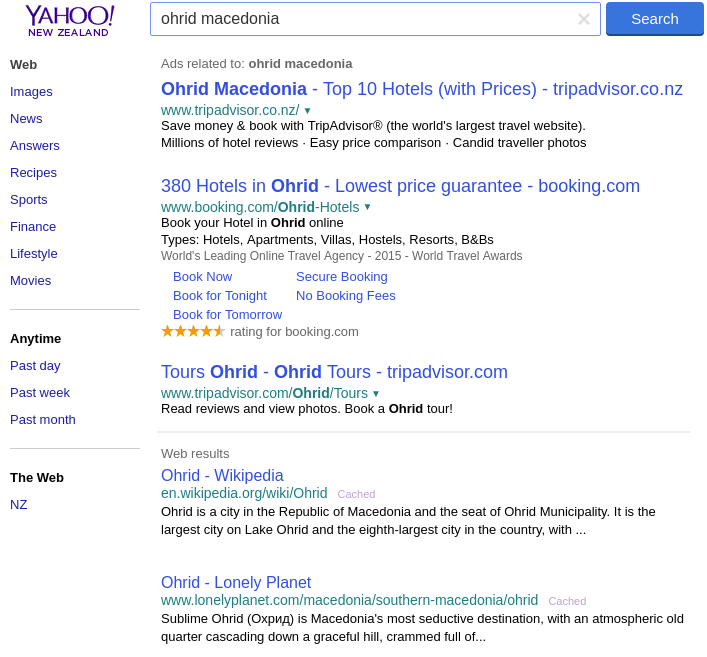 YAHOO!
NEW ZEALAND
ohrid macedonia
Search
Web
Images
News
Answers
Recipes
Sports
Finance
Lifestyle
Movies
Anytime
Past day
Past week
Past month
The Web
NZ
Ads related to: ohrid macedonia
Ohrid Macedonia - Top 10 Hotels (with Prices) - tripadvisor.co.nz
www.tripadvisor.co.nz/
Save money & book with TripAdvisor® (the world's largest travel website).
Millions of hotel reviews · Easy price comparison · Candid traveller photos
380 Hotels in Ohrid - Lowest price guarantee - booking.com
www.booking.com/Ohrid-Hotels
Book your Hotel in Ohrid online
Types: Hotels, Apartments, Villas, Hostels, Resorts, B&Bs
World's Leading Online Travel Agency - 2015 - World Travel Awards
Book Now Secure Booking
Book for Tonight No Booking Fees
Book for Tomorrow
rating for booking.com
Tours Ohrid - Ohrid Tours - tripadvisor.com
www.tripadvisor.com/Ohrid/Tours
Read reviews and view photos. Book a Ohrid tour!
Web results
Ohrid - Wikipedia
en.wikipedia.org/wiki/Ohrid Cached
Ohrid is a city in the Republic of Macedonia and the seat of Ohrid Municipality. It is the
largest city on Lake Ohrid and the eighth-largest city in the country, with ...
Ohrid - Lonely Planet
www.lonelyplanet.com/macedonia/southern-macedonia/ohrid Cached
Sublime Ohrid (Охрид) is Macedonia's most seductive destination, with an atmospheric old
quarter cascading down a graceful hill, crammed full of...